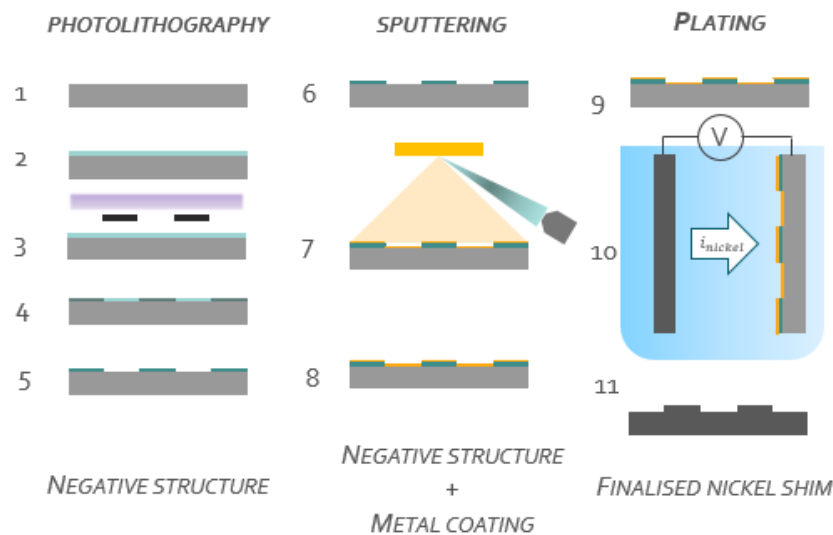 PHOTOLITHOGRAPHY
1
2
3
4
5
NEGATIVE STRUCTURE
SPUTTERING
6
7
8
NEGATIVE STRUCTURE
+
METAL COATING
PLATING
9
V
10
i_nickel
11
FINALISED NICKEL SHIM